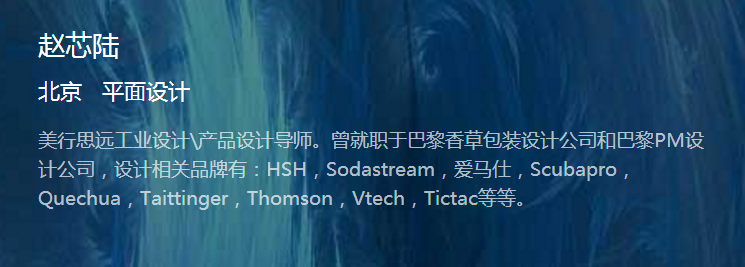 赵芯陆
北京 平面设计
美行思远工业设计\产品设计导师。曾就职于巴黎香草包装设计公司和巴黎PM设
计公司，设计相关品牌有：HSH，Sodastream，爱马仕，Scubapro，
Quechua，Taittinger，Thomson，Vtech，Tictac等等。